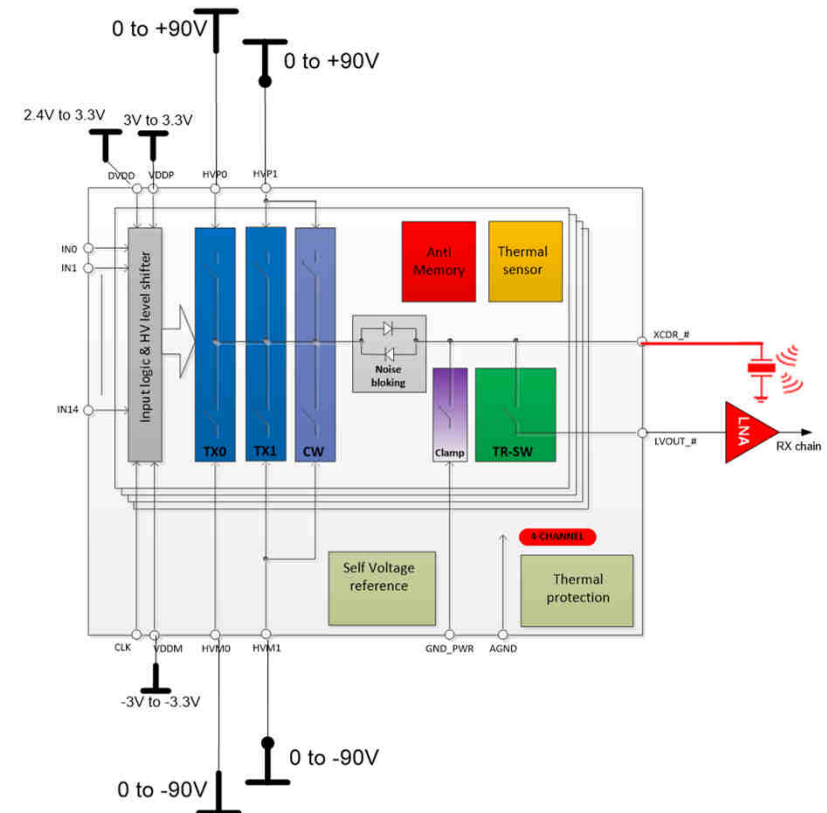 0 to +90V
0 to +90V
2.4V to 3.3V
3V to 3.3V
DVDD
VDDP
HVP0
HVP1
IN0
IN1
IN14
Input logic & HV level shifter
TX0
TX1
CW
Anti
Memory
Thermal
sensor
Noise
bloking
Clamp
TR-SW
XCDR_#
LVOUT_#
LNA
RX chain
4-CHANNEL
Self Voltage
reference
Thermal
protection
CLK
VDDM
HVM0
HVM1
GND_PWR
AGND
-3V to -3.3V
0 to -90V
0 to -90V